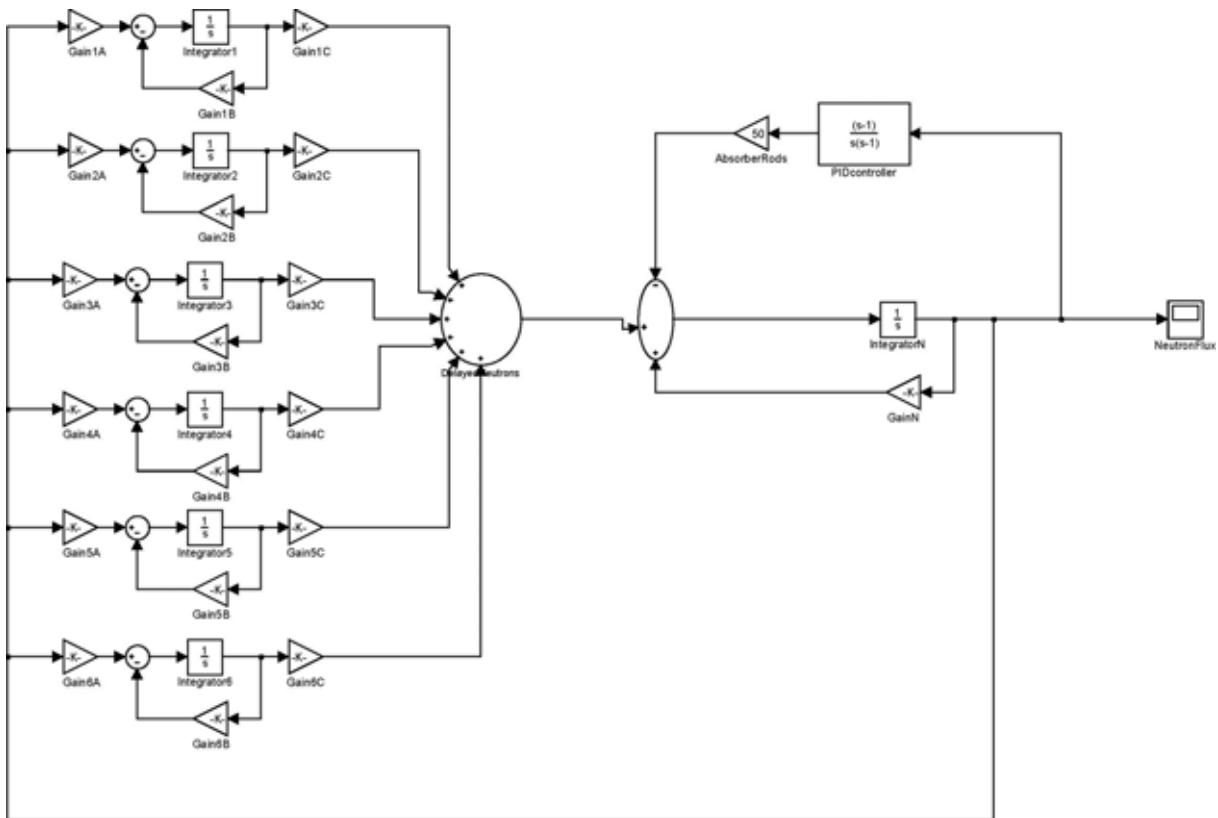 -K-
Gain1A
+
-
1
s
Integrator1
-K-
Gain1C
-K-
Gain1B
-K-
Gain2A
+
-
1
s
Integrator2
-K-
Gain2C
-K-
Gain2B
50
AbsorberRods
(s-1)
s(s-1)
PIDcontroller
-K-
Gain3A
+
-
1
s
Integrator3
-K-
Gain3C
-K-
Gain3B
-K-
Gain4A
+
-
1
s
Integrator4
-K-
Gain4C
-K-
Gain4B
-K-
Gain5A
+
-
1
s
Integrator5
-K-
Gain5C
-K-
Gain5B
-K-
Gain6A
+
-
1
s
Integrator6
-K-
Gain6C
-K-
Gain6B
+
+
+
+
+
+
DelayedNeutrons
-
+
+
1
s
IntegratorN
-K-
GainN
NeutronFlux